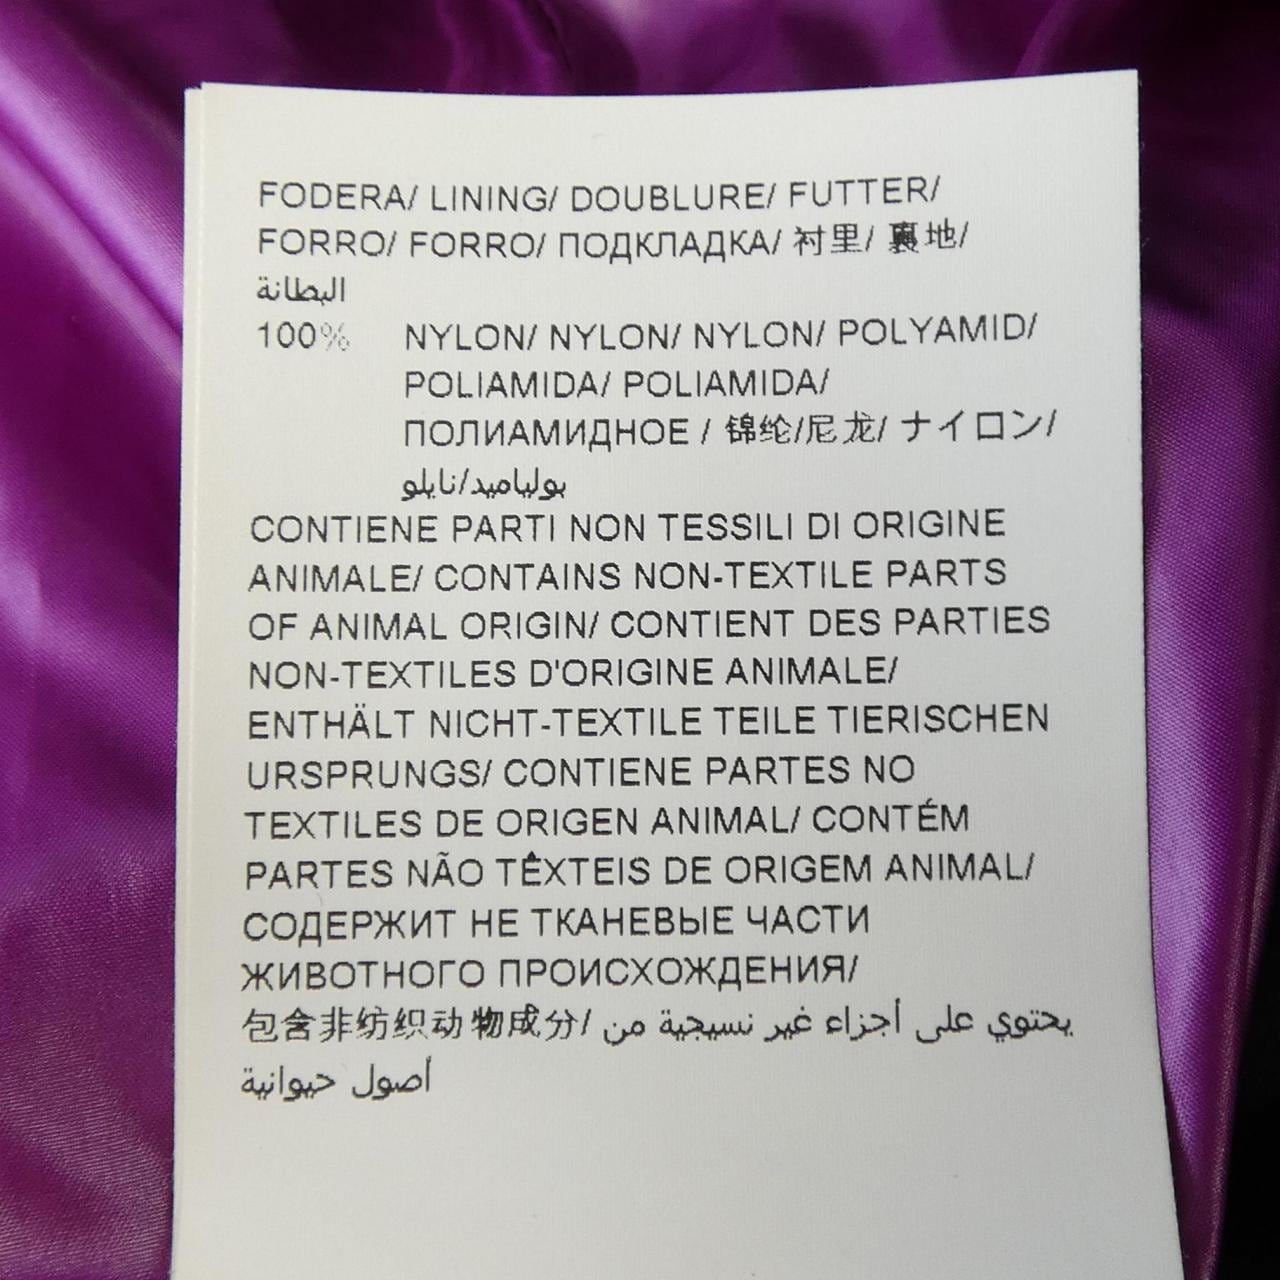 FODERA/ LINING/ DOUBLURE/ FUTTER/
FORRO/ FORRO/ ПОДКЛАДКА/ 衬里/ 裏地/
البطانة
100% NYLON/ NYLON/ NYLON/ POLYAMID/
POLIAMIDA/ POLIAMIDA/
ПОЛИАМИДНОЕ / 锦纶/尼龙/ ナイロン/
بولياميد/نايلو
CONTIENE PARTI NON TESSILI DI ORIGINE
ANIMALE/ CONTAINS NON-TEXTILE PARTS
OF ANIMAL ORIGIN/ CONTIENT DES PARTIES
NON-TEXTILES D'ORIGINE ANIMALE/
ENTHÄLT NICHT-TEXTILE TEILE TIERISCHEN
URSPRUNGS/ CONTIENE PARTES NO
TEXTILES DE ORIGEN ANIMAL/ CONTÉM
PARTES NÃO TÊXTEIS DE ORIGEM ANIMAL/
СОДЕРЖИТ НЕ ТКАНЕВЫЕ ЧАСТИ
ЖИВОТНОГО ПРОИСХОЖДЕНИЯ/
包含非纺织动物成分/ يحتوي على أجزاء غير نسيجية من
أصول حيوانية